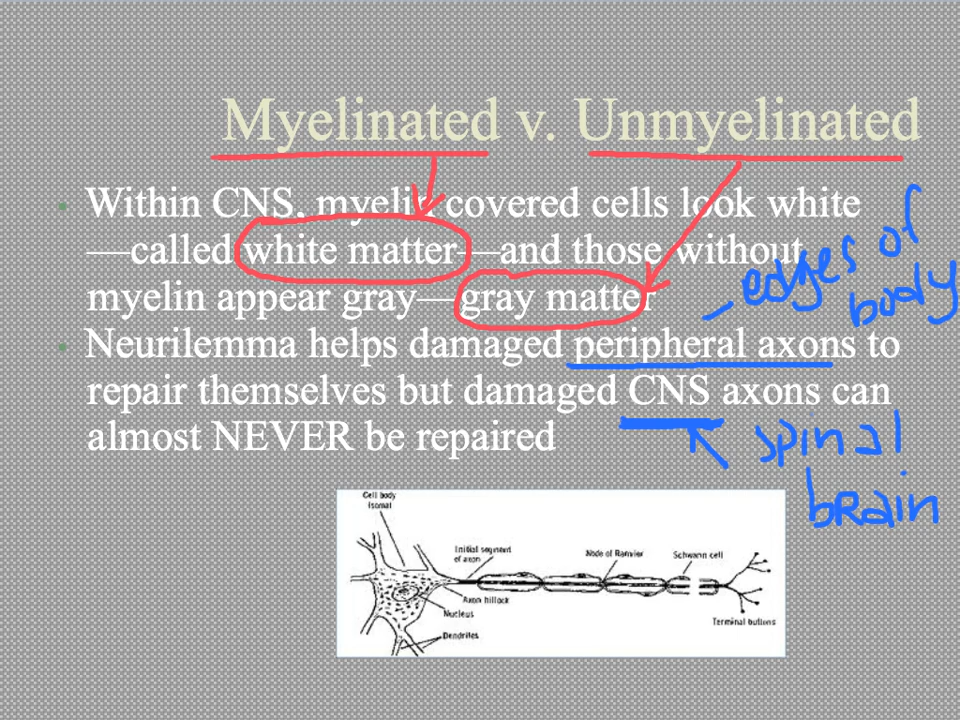 Myelinated v. Unmyelinated
Within CNS, myelin covered cells look white
—called white matter—and those without
myelin appear gray—gray matter
edges of
body
Neurilemma helps damaged peripheral axons to
repair themselves but damaged CNS axons can
almost NEVER be repaired
spinal
brain
Cell body
(soma)
Initial segment
of axon
Node of Ranvier
Schwann cell
Axon hillock
Nucleus
Dendrites
Terminal buttons